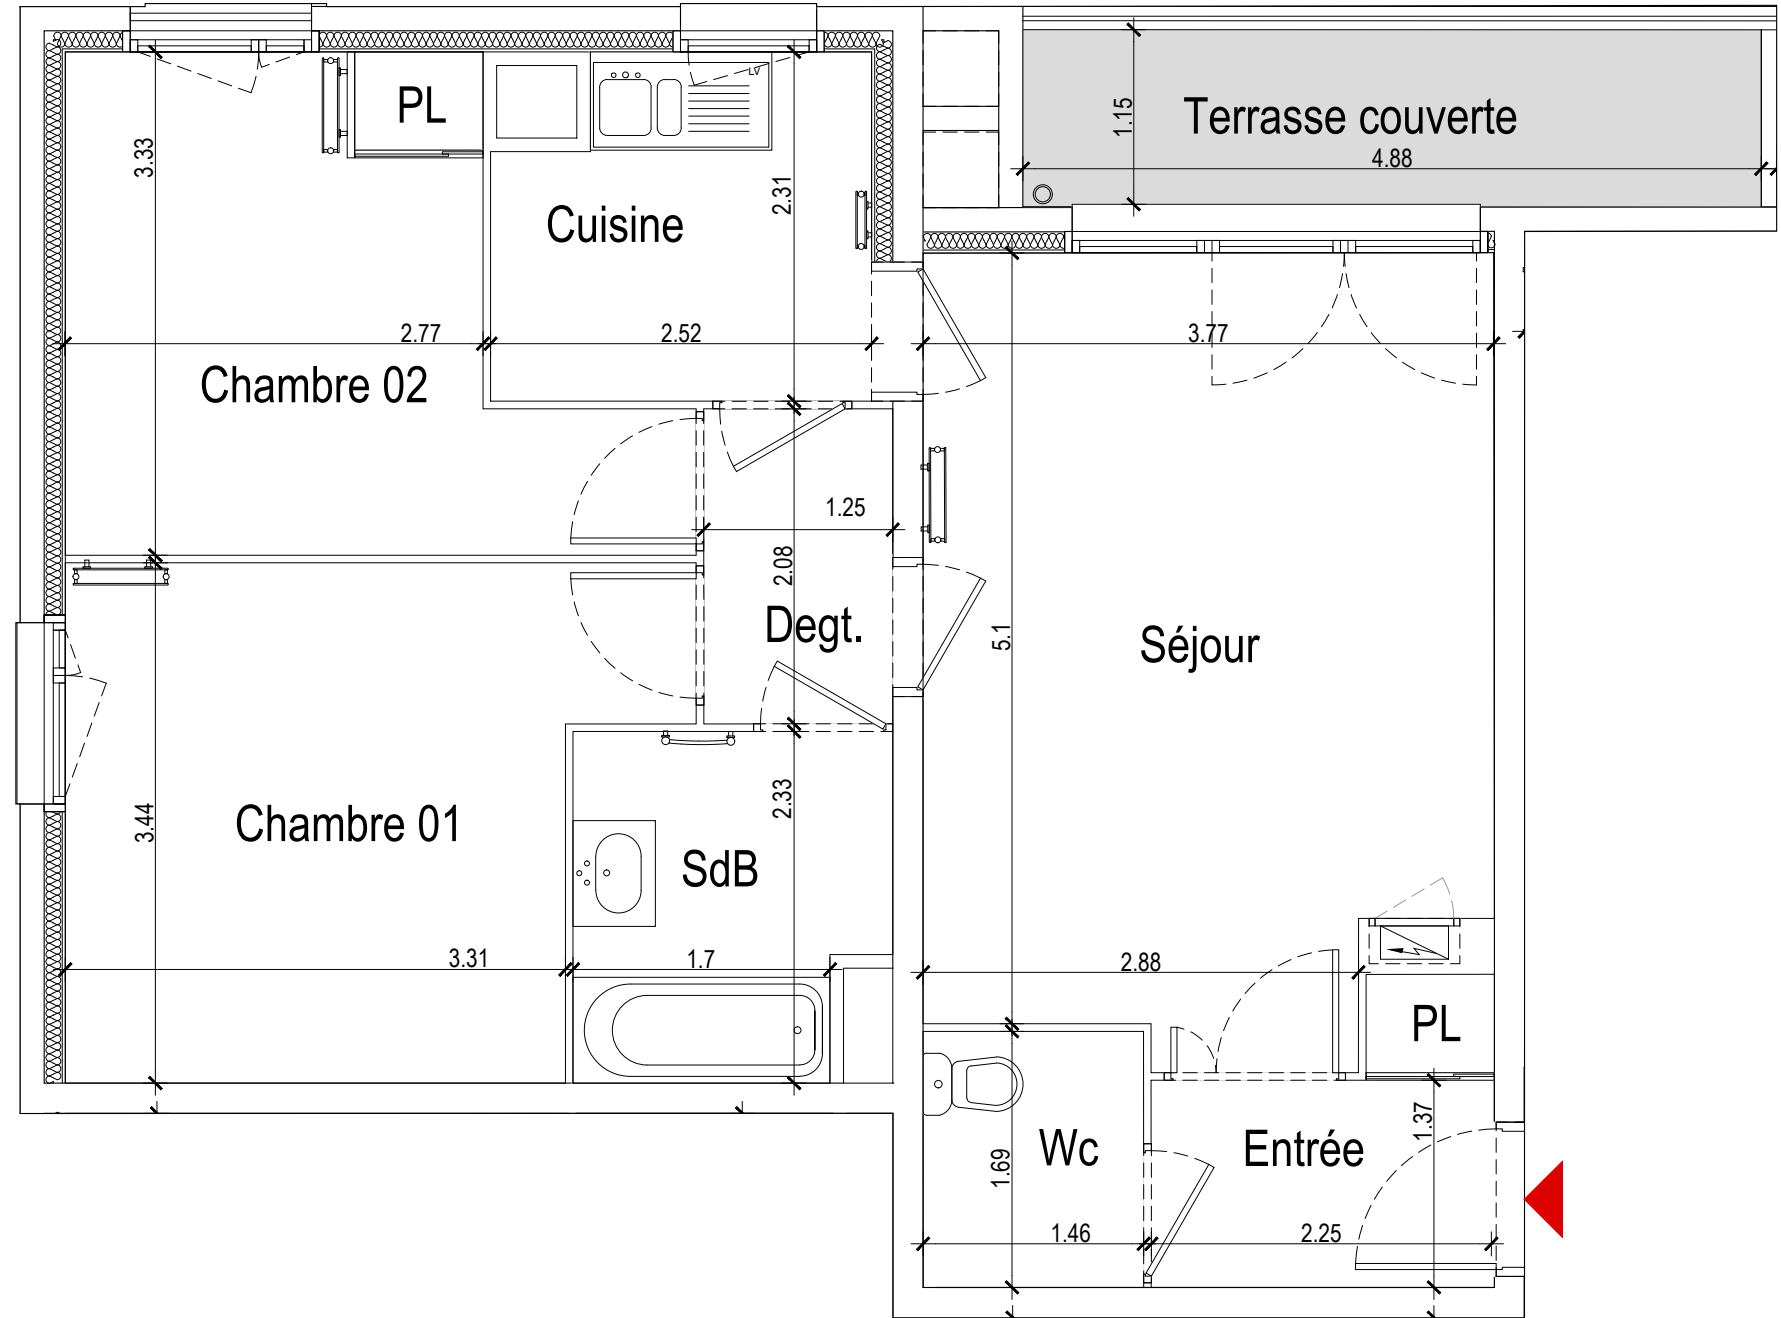 LV
PL
Terrasse couverte
1.15
4.88
3.33
2.31
Cuisine
2.77
2.52
3.77
Chambre 02
1.25
2.08
Degt.
5.1
Séjour
3.44
Chambre 01
2.33
SdB
3.31
1.7
2.88
PL
1.37
Wc
Entrée
1.69
1.46
2.25